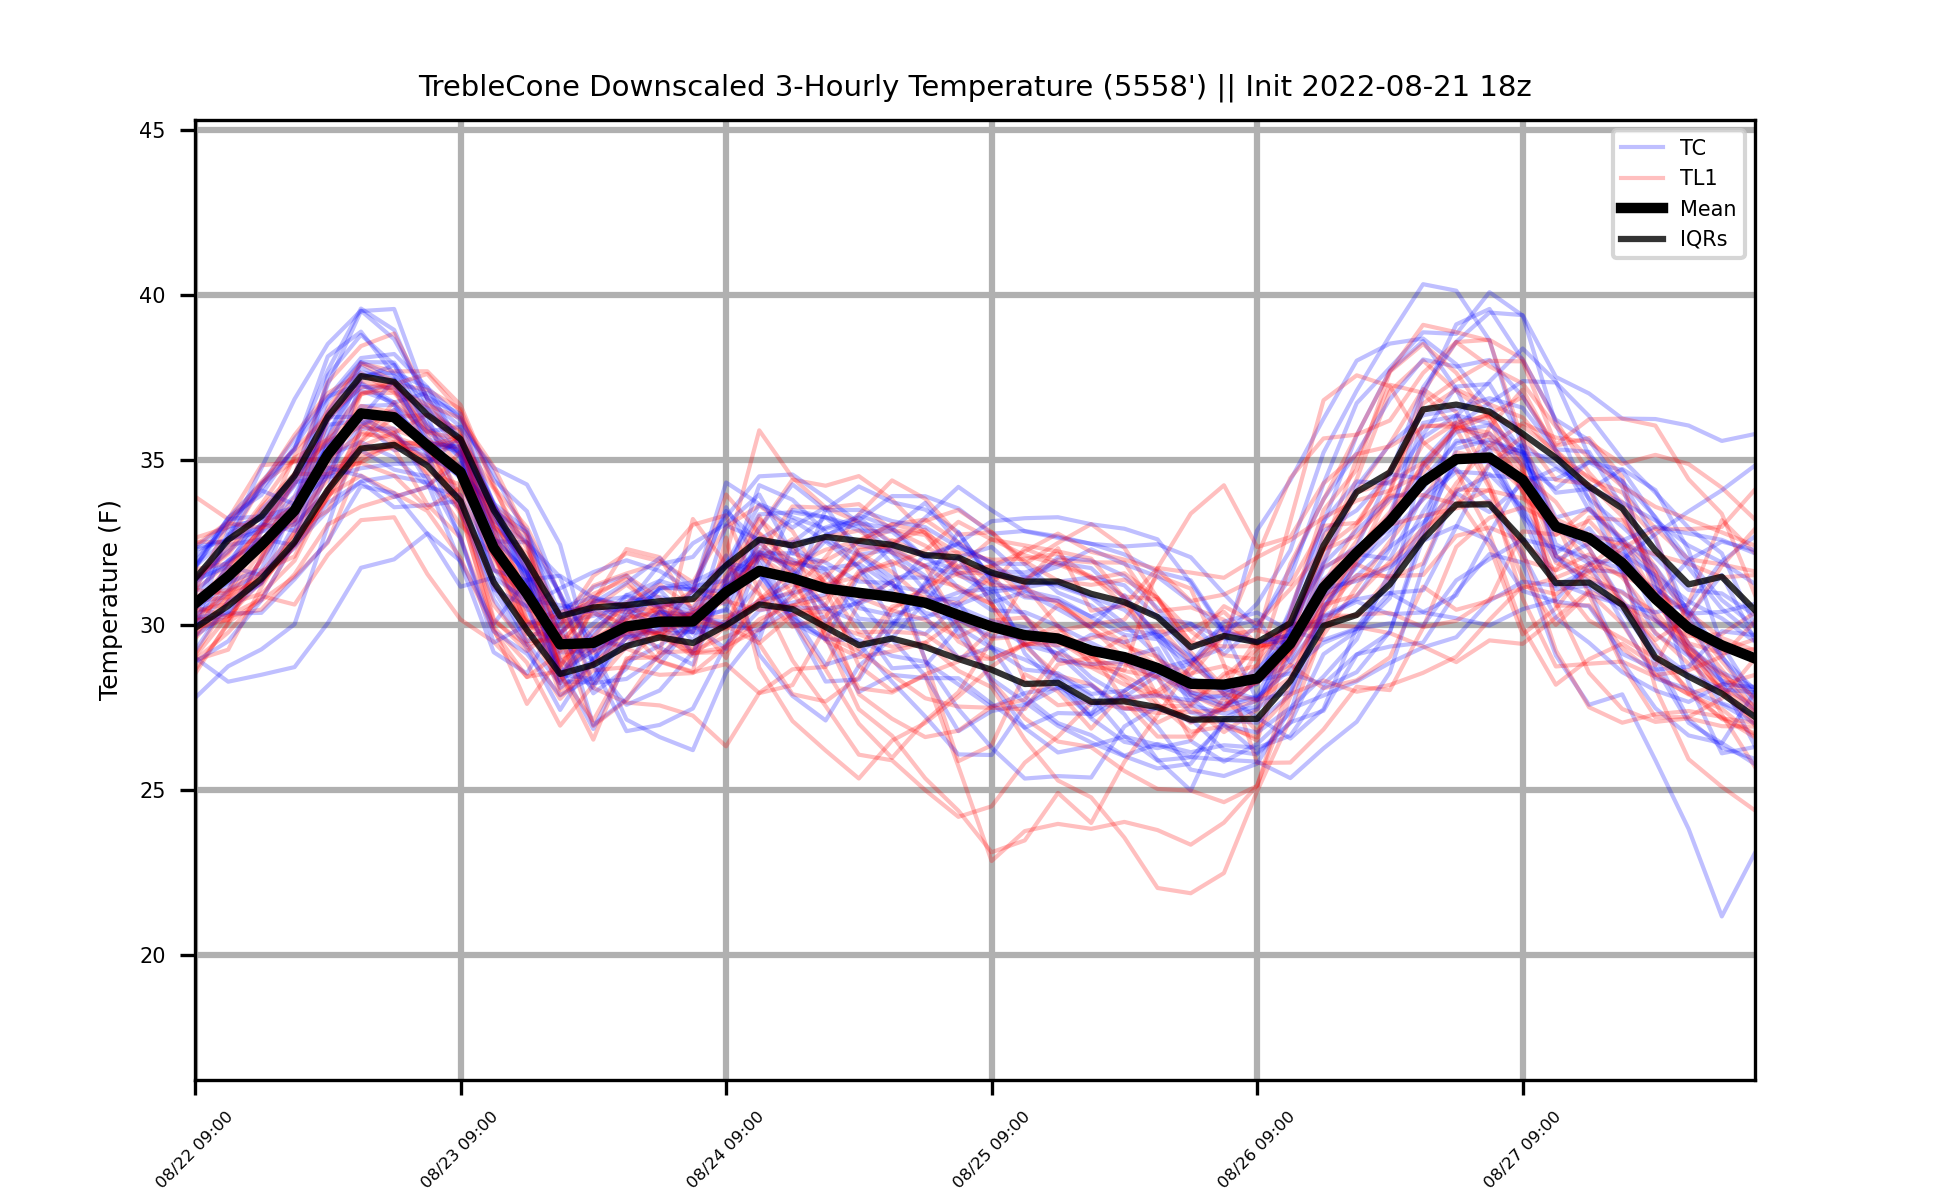 TrebleCone Downscaled 3-Hourly Temperature (5558') || Init 2022-08-21 18z
45
40
35
30
25
20
Temperature (F)
TC
TL1
Mean
IQRs
08/22 09:00
08/23 09:00
08/24 09:00
08/25 09:00
08/26 09:00
08/27 09:00